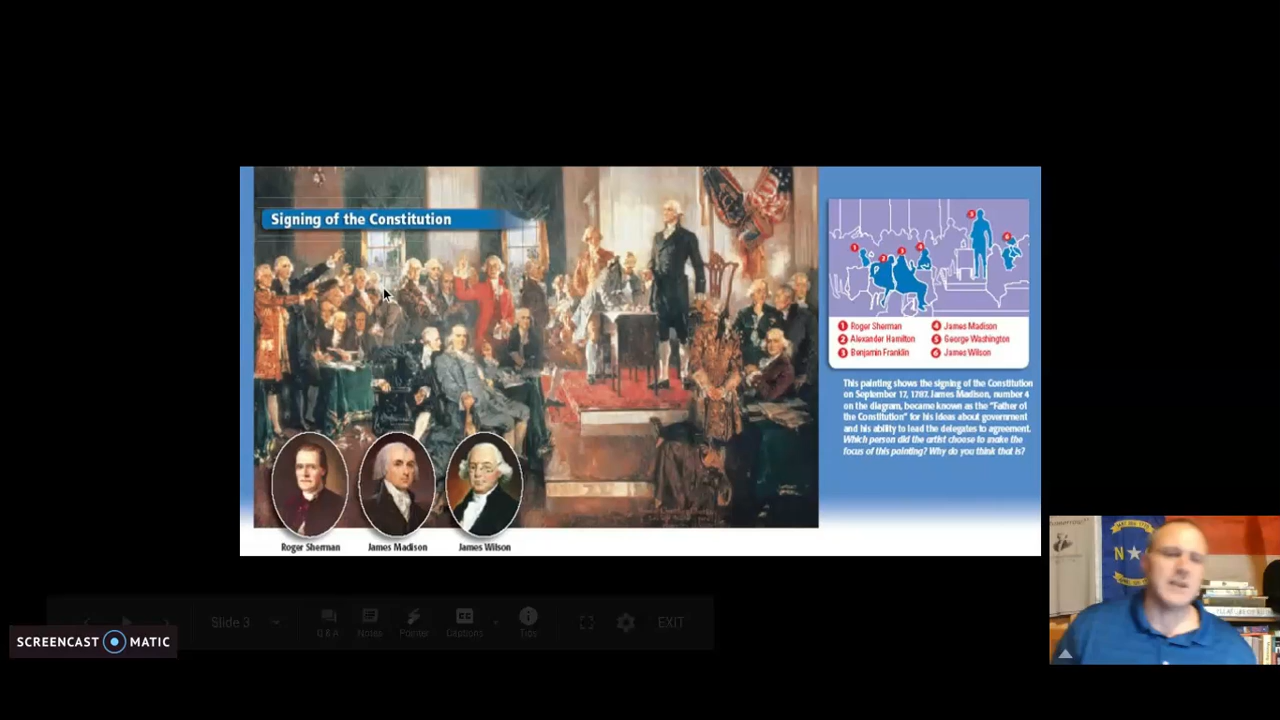 Signing of the Constitution
1 Roger Sherman
2 Alexander Hamilton
3 Benjamin Franklin
4 James Madison
5 George Washington
6 James Wilson
This painting shows the signing of the Constitution
on September 17, 1787. James Madison, number 4
on the diagram, became known as the "Father of
the Constitution" for his ideas about government
and his ability to lead the delegates to agreement.
Which person did the artist choose to make the
focus of this painting? Why do you think that is?
Roger Sherman
James Madison
James Wilson
Slide 3
Q & A
Notes
Pointer
Captions
Tips
EXIT
SCREENCAST MATIC
N